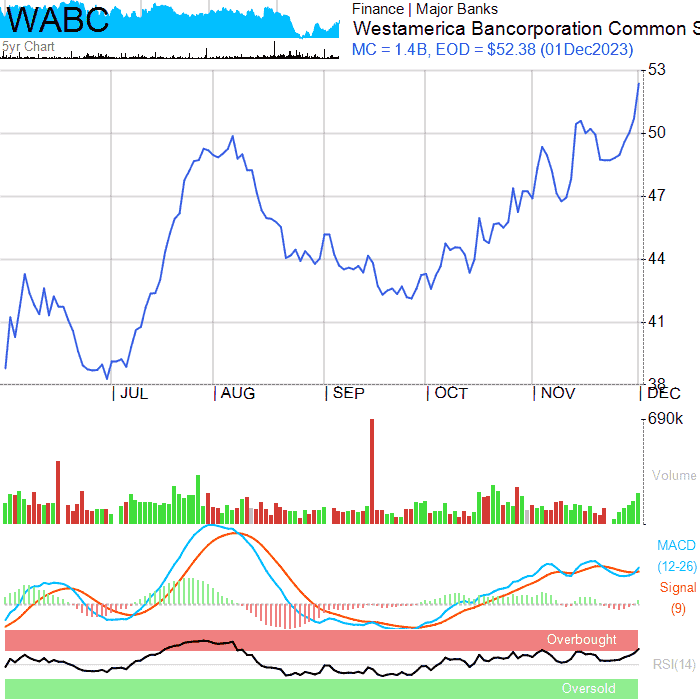 WABC
5yr Chart
Finance | Major Banks
Westamerica Bancorporation Common S
MC = 1.4B, EOD = $52.38 (01Dec2023)
53
50
47
44
41
38
JUL AUG SEP OCT NOV DEC
690k
Volume
MACD
(12-26)
Signal
(9)
Overbought
RSI(14)
Oversold